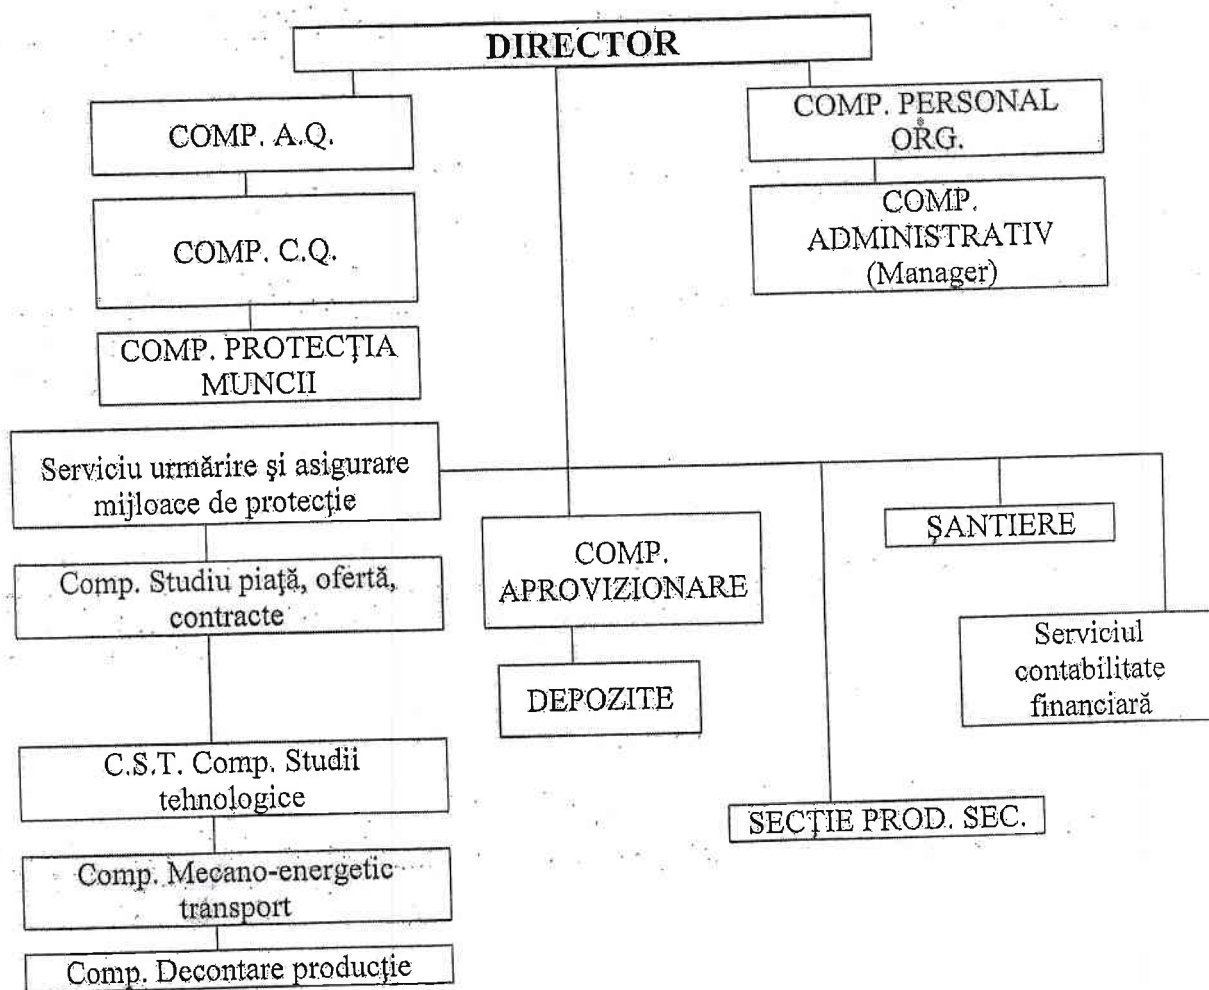 DIRECTOR
COMP. A.Q.
COMP. PERSONAL
ORG.
COMP. C.Q.
COMP.
ADMINISTRATIV
(Manager)
COMP. PROTECŢIA
MUNCII
Serviciu urmărire şi asigurare
mijloace de protecţie
COMP.
APROVIZIONARE
ŞANTIERE
Comp. Studiu piaţă, ofertă,
contracte
Serviciul
contabilitate
financiară
DEPOZITE
C.S.T. Comp. Studii
tehnologice
SECŢIE PROD. SEC.
Comp. Mecano-energetic
transport
Comp. Decontare producţie